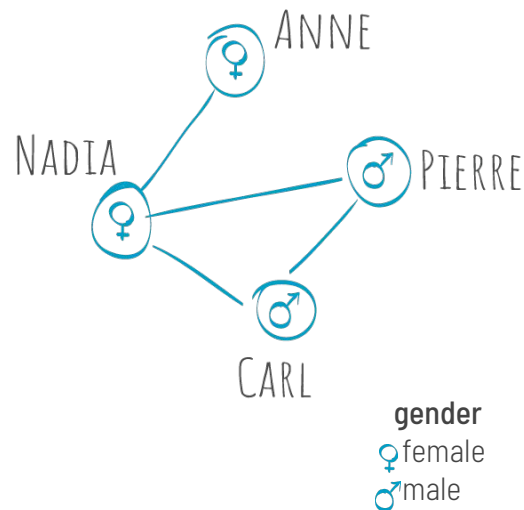 ANNE
NADIA
PIERRE
CARL
gender
♀ female
♂ male